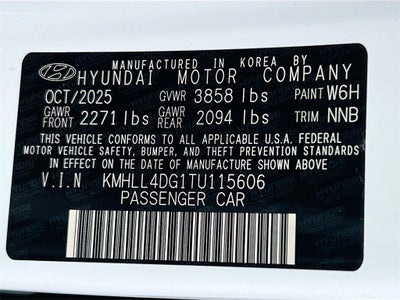 MANUFACTURED IN KOREA BY
HYUNDAI MOTOR COMPANY
OCT/2025 GVWR 3858 lbs PAINT W6H
GAWR FRONT 2271 lbs GAWR REAR 2094 lbs TRIM NNB
THIS VEHICLE CONFORMS TO ALL U.S.A. FEDERAL
MOTOR VEHICLE SAFETY, BUMPER, AND THEFT PREVENTION STANDARDS
IN EFFECT ON THE DATE OF MANUFACTURE SHOWN ABOVE
V.I.N KMHLL4DG1TU115606
PASSENGER CAR